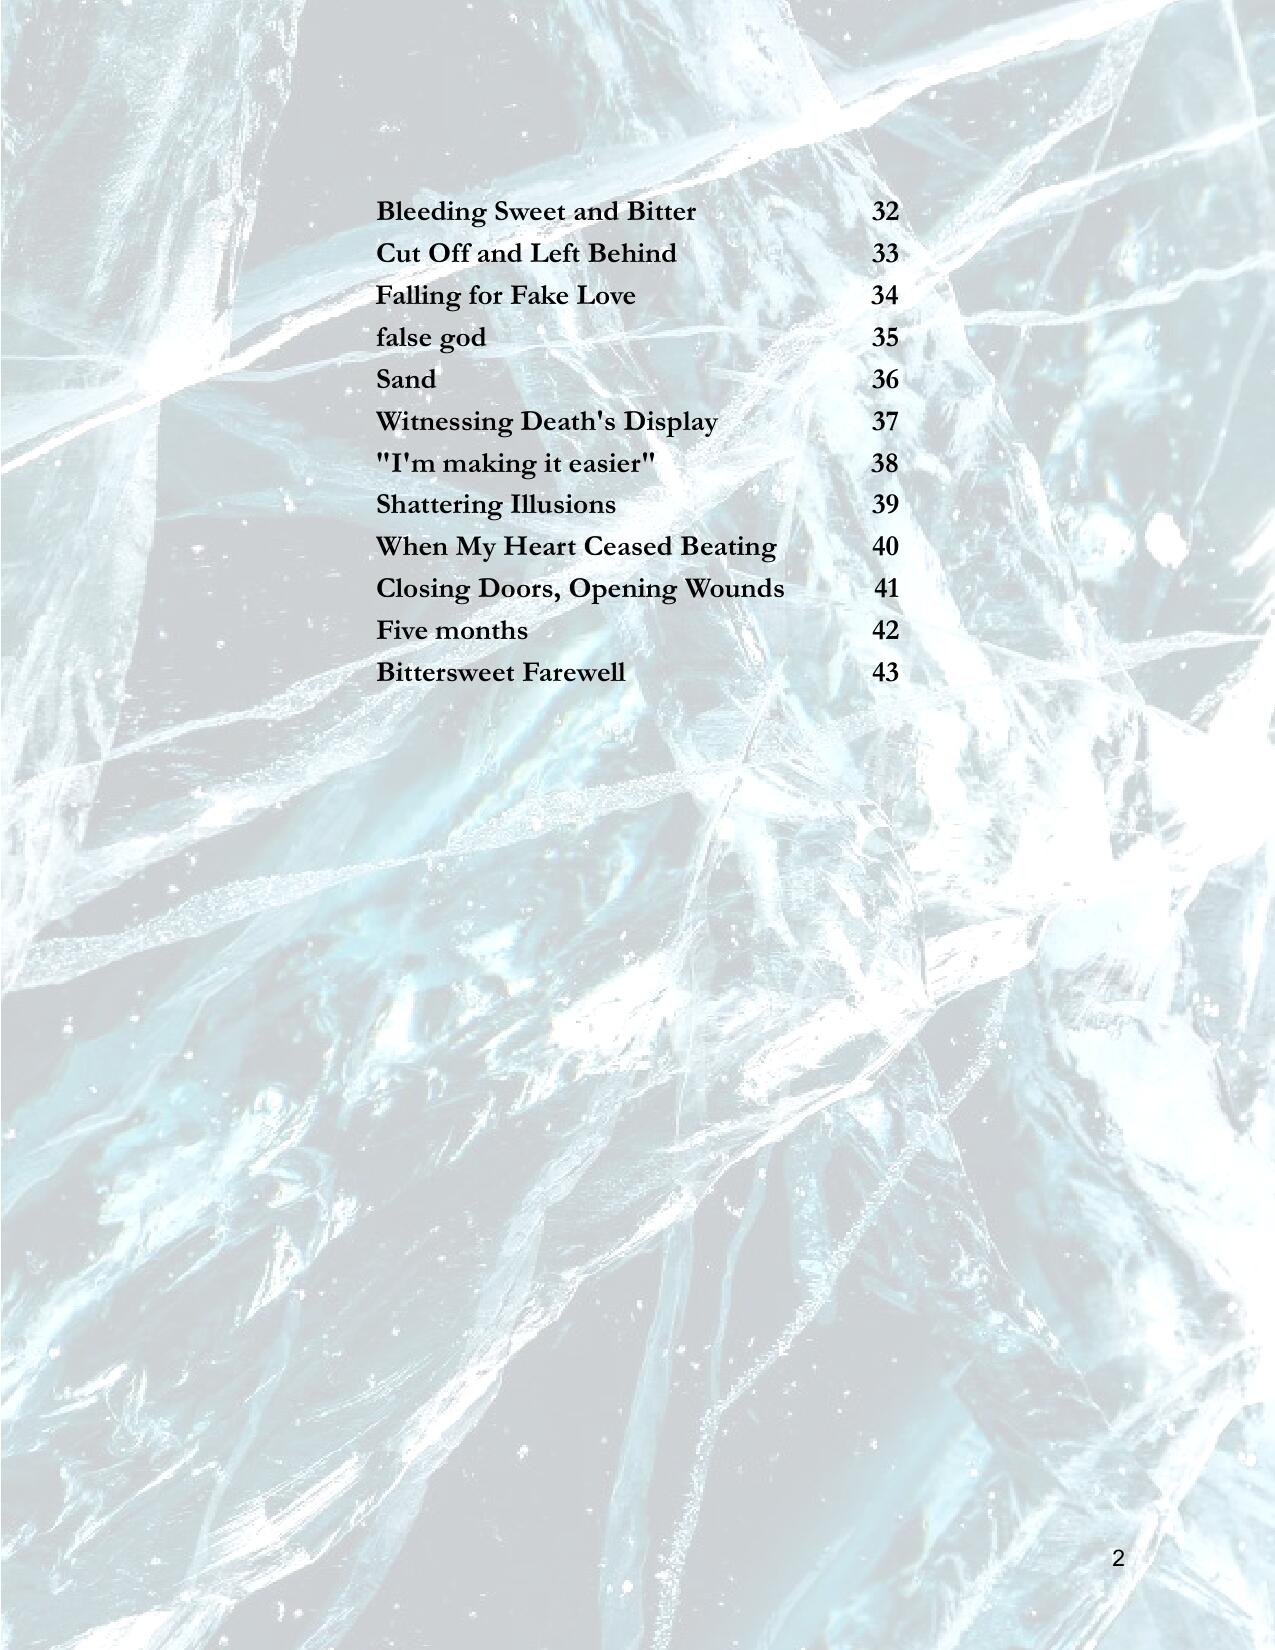 Bleeding Sweet and Bitter 32
Cut Off and Left Behind 33
Falling for Fake Love 34
false god 35
Sand 36
Witnessing Death's Display 37
"I'm making it easier" 38
Shattering Illusions 39
When My Heart Ceased Beating 40
Closing Doors, Opening Wounds 41
Five months 42
Bittersweet Farewell 43
2